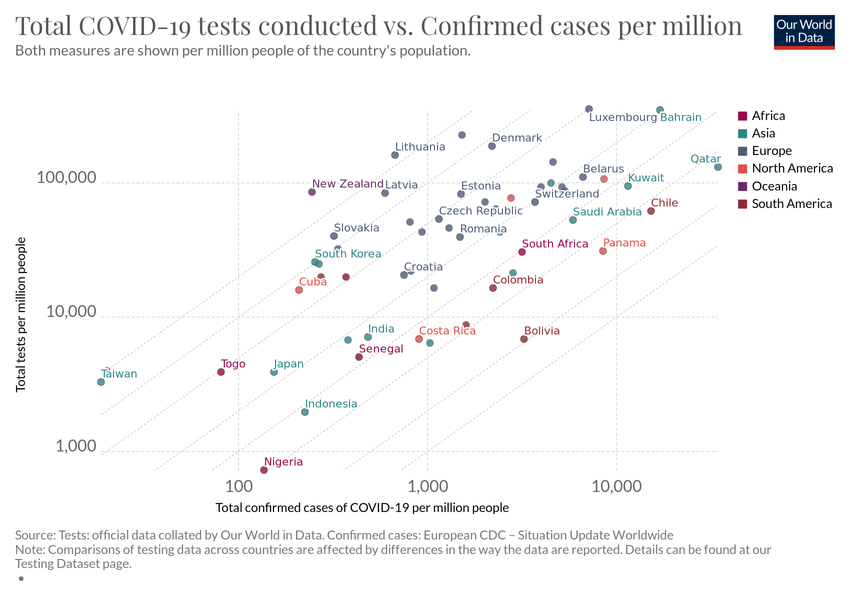 Total COVID-19 tests conducted vs. Confirmed cases per million
Both measures are shown per million people of the country's population.
Our World
in Data
Luxembourg Bahrain
Denmark
Lithuania
Qatar
Belarus
100,000
New Zealand Latvia
Estonia
Kuwait
Switzerland
Czech Republic
Saudi Arabia
Chile
Slovakia
Romania
South Korea
South Africa
Panama
Croatia
Cuba
Colombia
10,000
India
Costa Rica
Bolivia
Senegal
Taiwan
Togo
Japan
Indonesia
1,000
Nigeria
Africa
Asia
Europe
North America
Oceania
South America
Total tests per million people
100
1,000
10,000
Total confirmed cases of COVID-19 per million people
Source: Tests: official data collated by Our World in Data. Confirmed cases: European CDC – Situation Update Worldwide
Note: Comparisons of testing data across countries are affected by differences in the way the data are reported. Details can be found at our
Testing Dataset page.